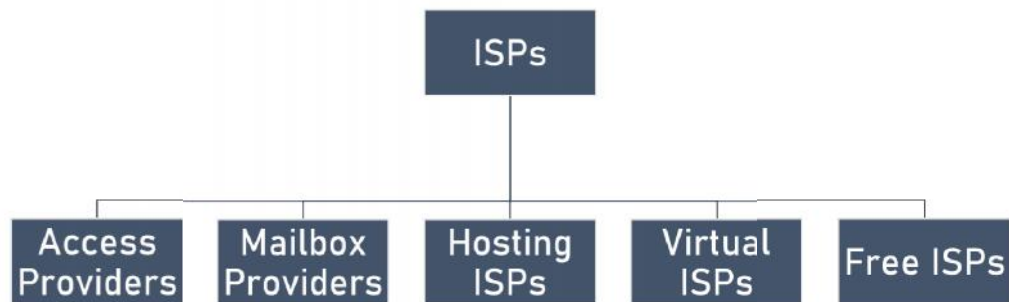 ISPs
Access
Providers
Mailbox
Providers
Hosting
ISPs
Virtual
ISPs
Free ISPs